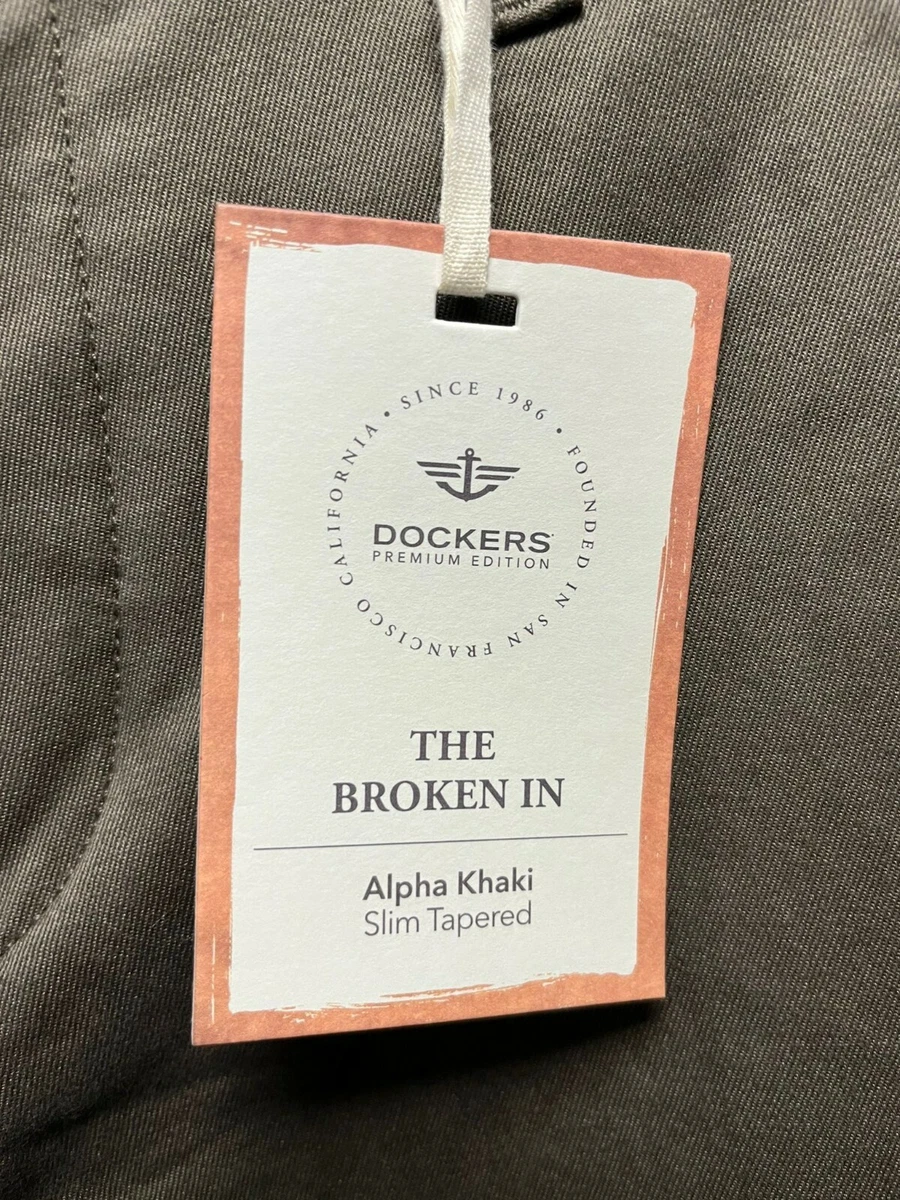 SINCE 1986 • FOUNDED IN SAN FRANCISCO CALIFORNIA •
DOCKERS
PREMIUM EDITION
THE
BROKEN IN
Alpha Khaki
Slim Tapered